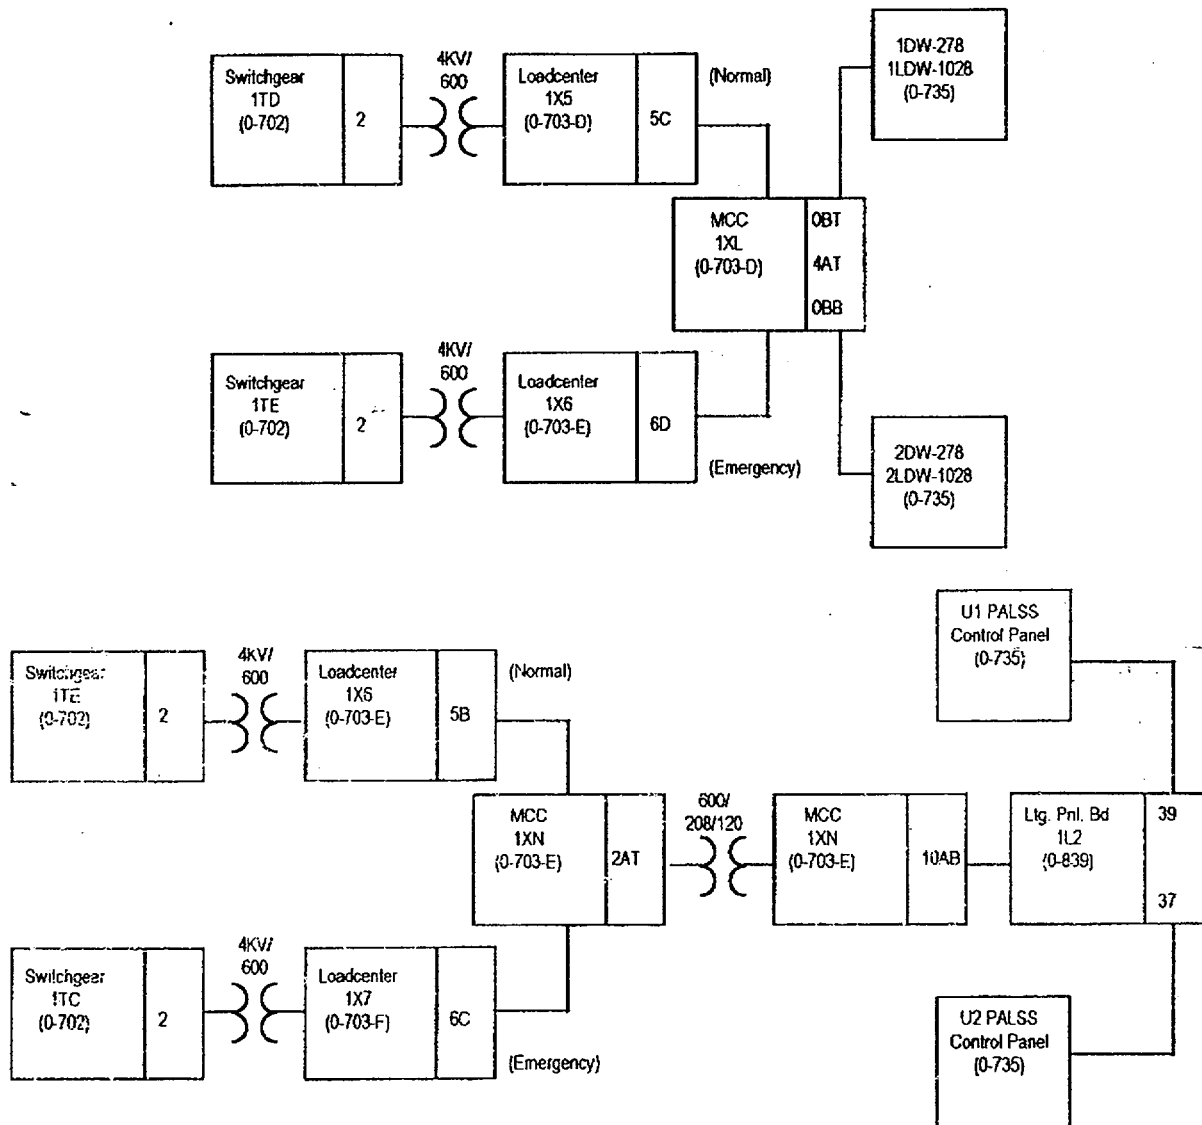 Switchgear
1TD
(0-702)
2
4KV/
600
Loadcenter
1X5
(0-703-D)
5C
(Normal)
1DW-278
1LDW-1028
(0-735)
MCC
1XL
(0-703-D)
0BT
4AT
0BB
Switchgear
1TE
(0-702)
2
4KV/
600
Loadcenter
1X6
(0-703-E)
6D
(Emergency)
2DW-278
2LDW-1028
(0-735)
U1 PALSS
Control Panel
(0-735)
Switchgear
1TE
(0-702)
2
4KV/
600
Loadcenter
1X6
(0-703-E)
5B
(Normal)
MCC
1XN
(0-703-E)
2AT
600/
208/120
MCC
1XN
(0-703-E)
10AB
Ltg. Pnl. Bd
1L2
(0-839)
39
37
Switchgear
1TC
(0-702)
2
4KV/
600
Loadcenter
1X7
(0-703-F)
6C
(Emergency)
U2 PALSS
Control Panel
(0-735)